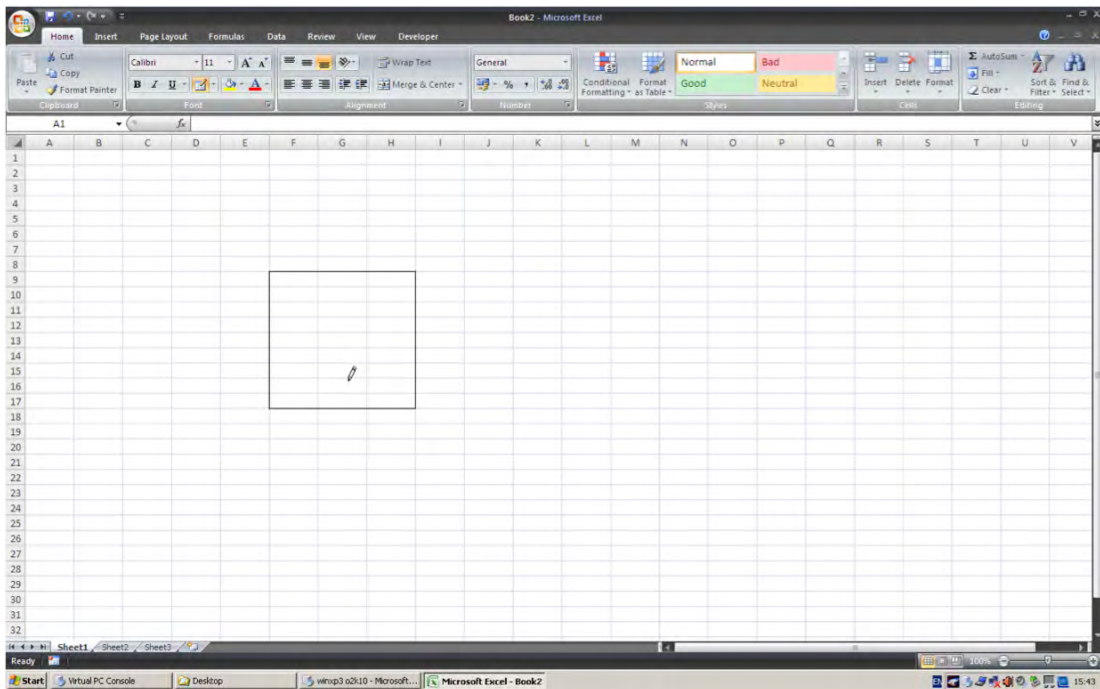 Book2 - Microsoft Excel
Home Insert Page Layout Formulas Data Review View Developer
Cut
Copy
Format Painter
Paste
Clipboard
Calibri 11 A A
B I U A
Font
Wrap Text
Merge & Center
Alignment
General
% ,
Number
Conditional Formatting
Format as Table
Normal Bad
Good Neutral
Styles
Insert Delete Format
Cells
Σ AutoSum
Fill
Clear
Sort & Filter
Find & Select
Editing
A1 fx
A B C D E F G H I J K L M N O P Q R S T U V
1
2
3
4
5
6
7
8
9
10
11
12
13
14
15
16
17
18
19
20
21
22
23
24
25
26
27
28
29
30
31
32
Sheet1 Sheet2 Sheet3
Ready 100%
Start Virtual PC Console Desktop winxp3 o2k10 - Microsoft... Microsoft Excel - Book2 EN 15:43